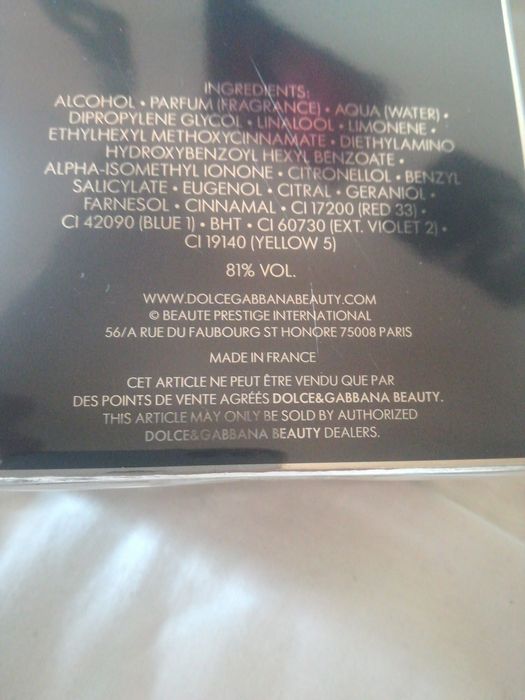 INGREDIENTS:
ALCOHOL • PARFUM (FRAGRANCE) • AQUA (WATER) •
DIPROPYLENE GLYCOL • LINALOOL • LIMONENE •
ETHYLHEXYL METHOXYCINNAMATE • DIETHYLAMINO
HYDROXYBENZOYL HEXYL BENZOATE •
ALPHA-ISOMETHYL IONONE • CITRONELLOL • BENZYL
SALICYLATE • EUGENOL • CITRAL • GERANIOL •
FARNESOL • CINNAMAL • CI 17200 (RED 33) •
CI 42090 (BLUE 1) • BHT • CI 60730 (EXT. VIOLET 2) •
CI 19140 (YELLOW 5)
81% VOL.
WWW.DOLCEGABBANABEAUTY.COM
© BEAUTE PRESTIGE INTERNATIONAL
56/A RUE DU FAUBOURG ST HONORE 75008 PARIS
MADE IN FRANCE
CET ARTICLE NE PEUT ÊTRE VENDU QUE PAR
DES POINTS DE VENTE AGRÉÉS DOLCE&GABBANA BEAUTY.
THIS ARTICLE MAY ONLY BE SOLD BY AUTHORIZED
DOLCE&GABBANA BEAUTY DEALERS.